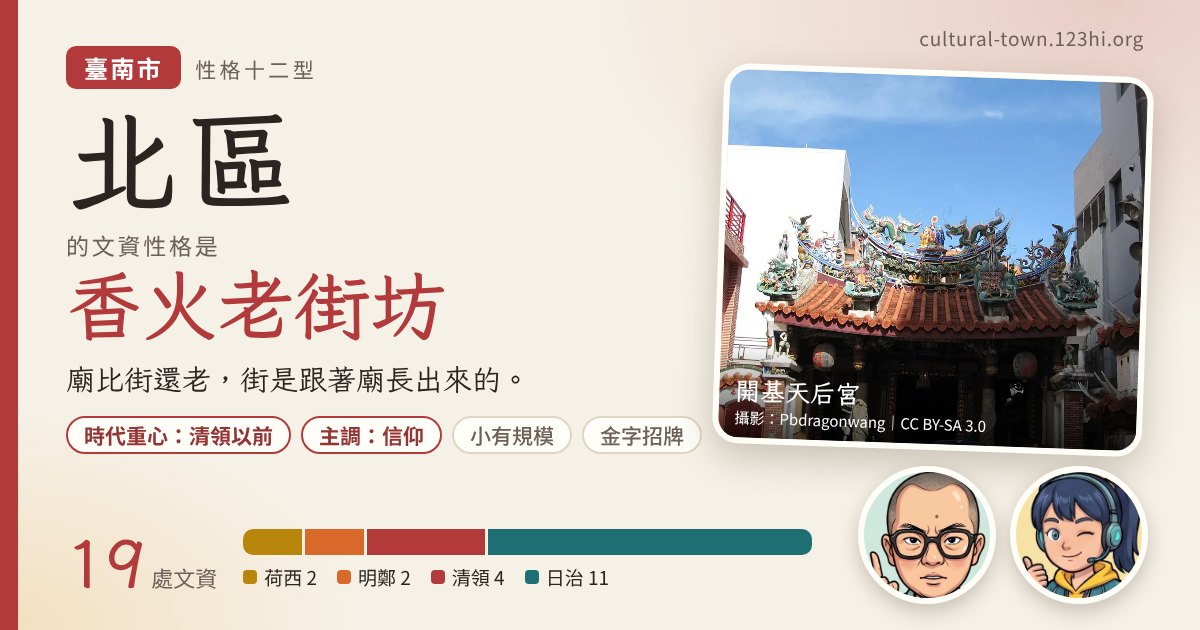 cultural-town.123hi.org
臺南市 性格十二型
北區
的文資性格是
香火老街坊
廟比街還老，街是跟著廟長出來的。
時代重心：清領以前 主調：信仰 小有規模 金字招牌
開基天后宮
攝影：Pbdragonwang｜CC BY-SA 3.0
19 處文資
荷西 2 明鄭 2 清領 4 日治 11